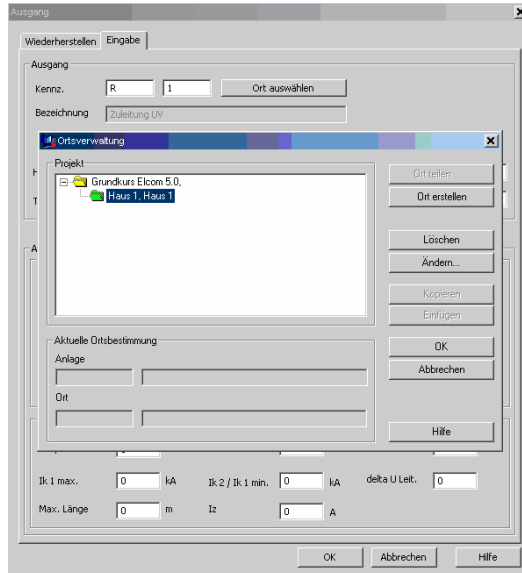 Ausgang
Wiederherstellen Eingabe
Ausgang
Kennz. R 1 Ort auswählen
Bezeichnung Zuleitung UV
Ortsverwaltung
Projekt
Grundkurs Elcom 5.0,
Haus 1, Haus 1
Ort teilen
Ort erstellen
Löschen
Ändern...
Kopieren
Einfügen
OK
Abbrechen
Hilfe
Aktuelle Ortsbestimmung
Anlage
Ort
Ik 1 max. 0 kA Ik 2 / Ik 1 min. 0 kA delta U Leit. 0
Max. Länge 0 m Iz 0 A
OK Abbrechen Hilfe